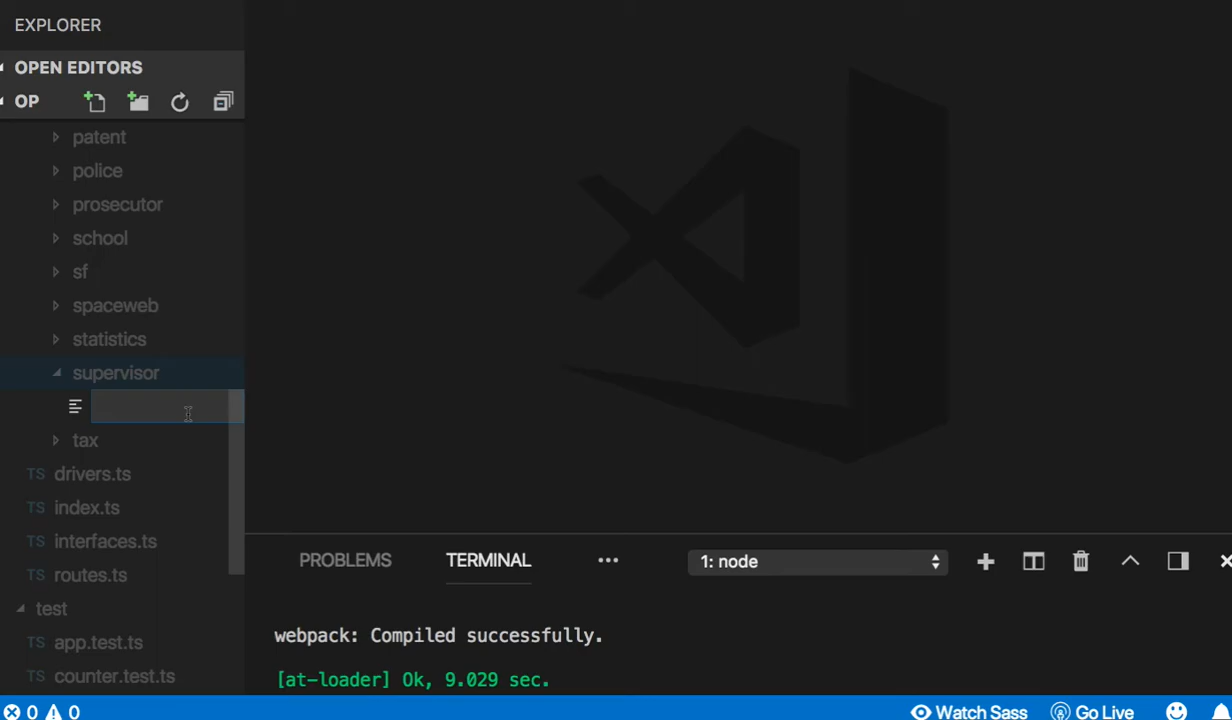 EXPLORER
OPEN EDITORS
OP
patent
police
prosecutor
school
sf
spaceweb
statistics
supervisor
tax
TS drivers.ts
TS index.ts
TS interfaces.ts
TS routes.ts
test
TS app.test.ts
TS counter.test.ts
PROBLEMS TERMINAL ••• 1: node
webpack: Compiled successfully.
[at-loader] Ok, 9.029 sec.
0 0 Watch Sass Go Live